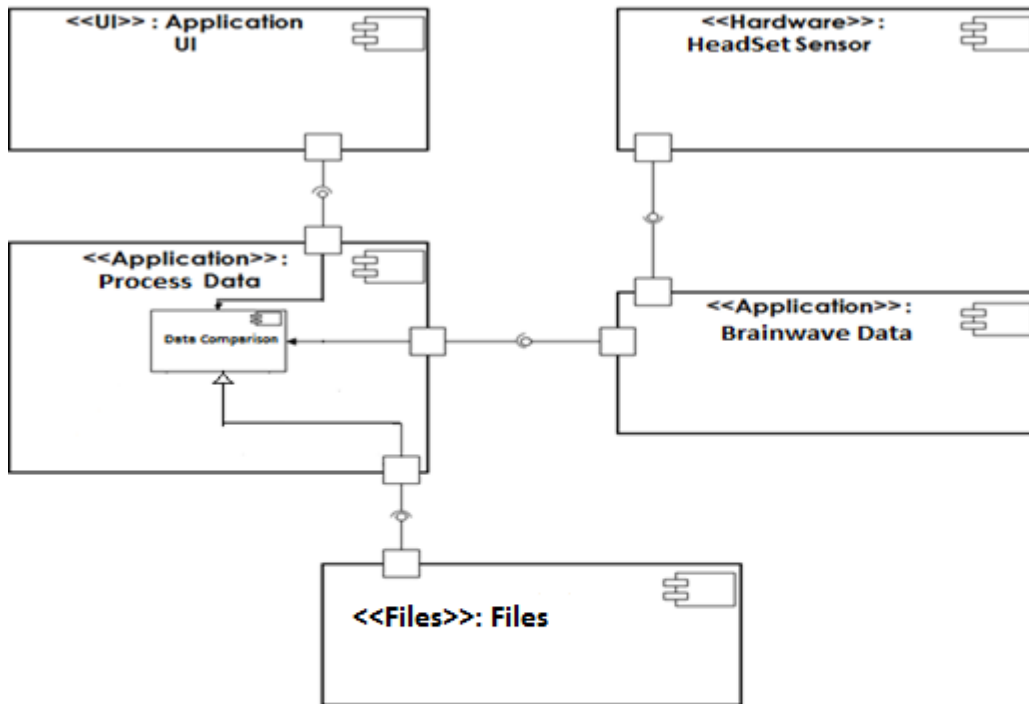 <<UI>> : Application
UI
<<Hardware>> :
HeadSet Sensor
<<Application>> :
Process Data
Data Comparison
<<Application>> :
Brainwave Data
<<Files>>: Files